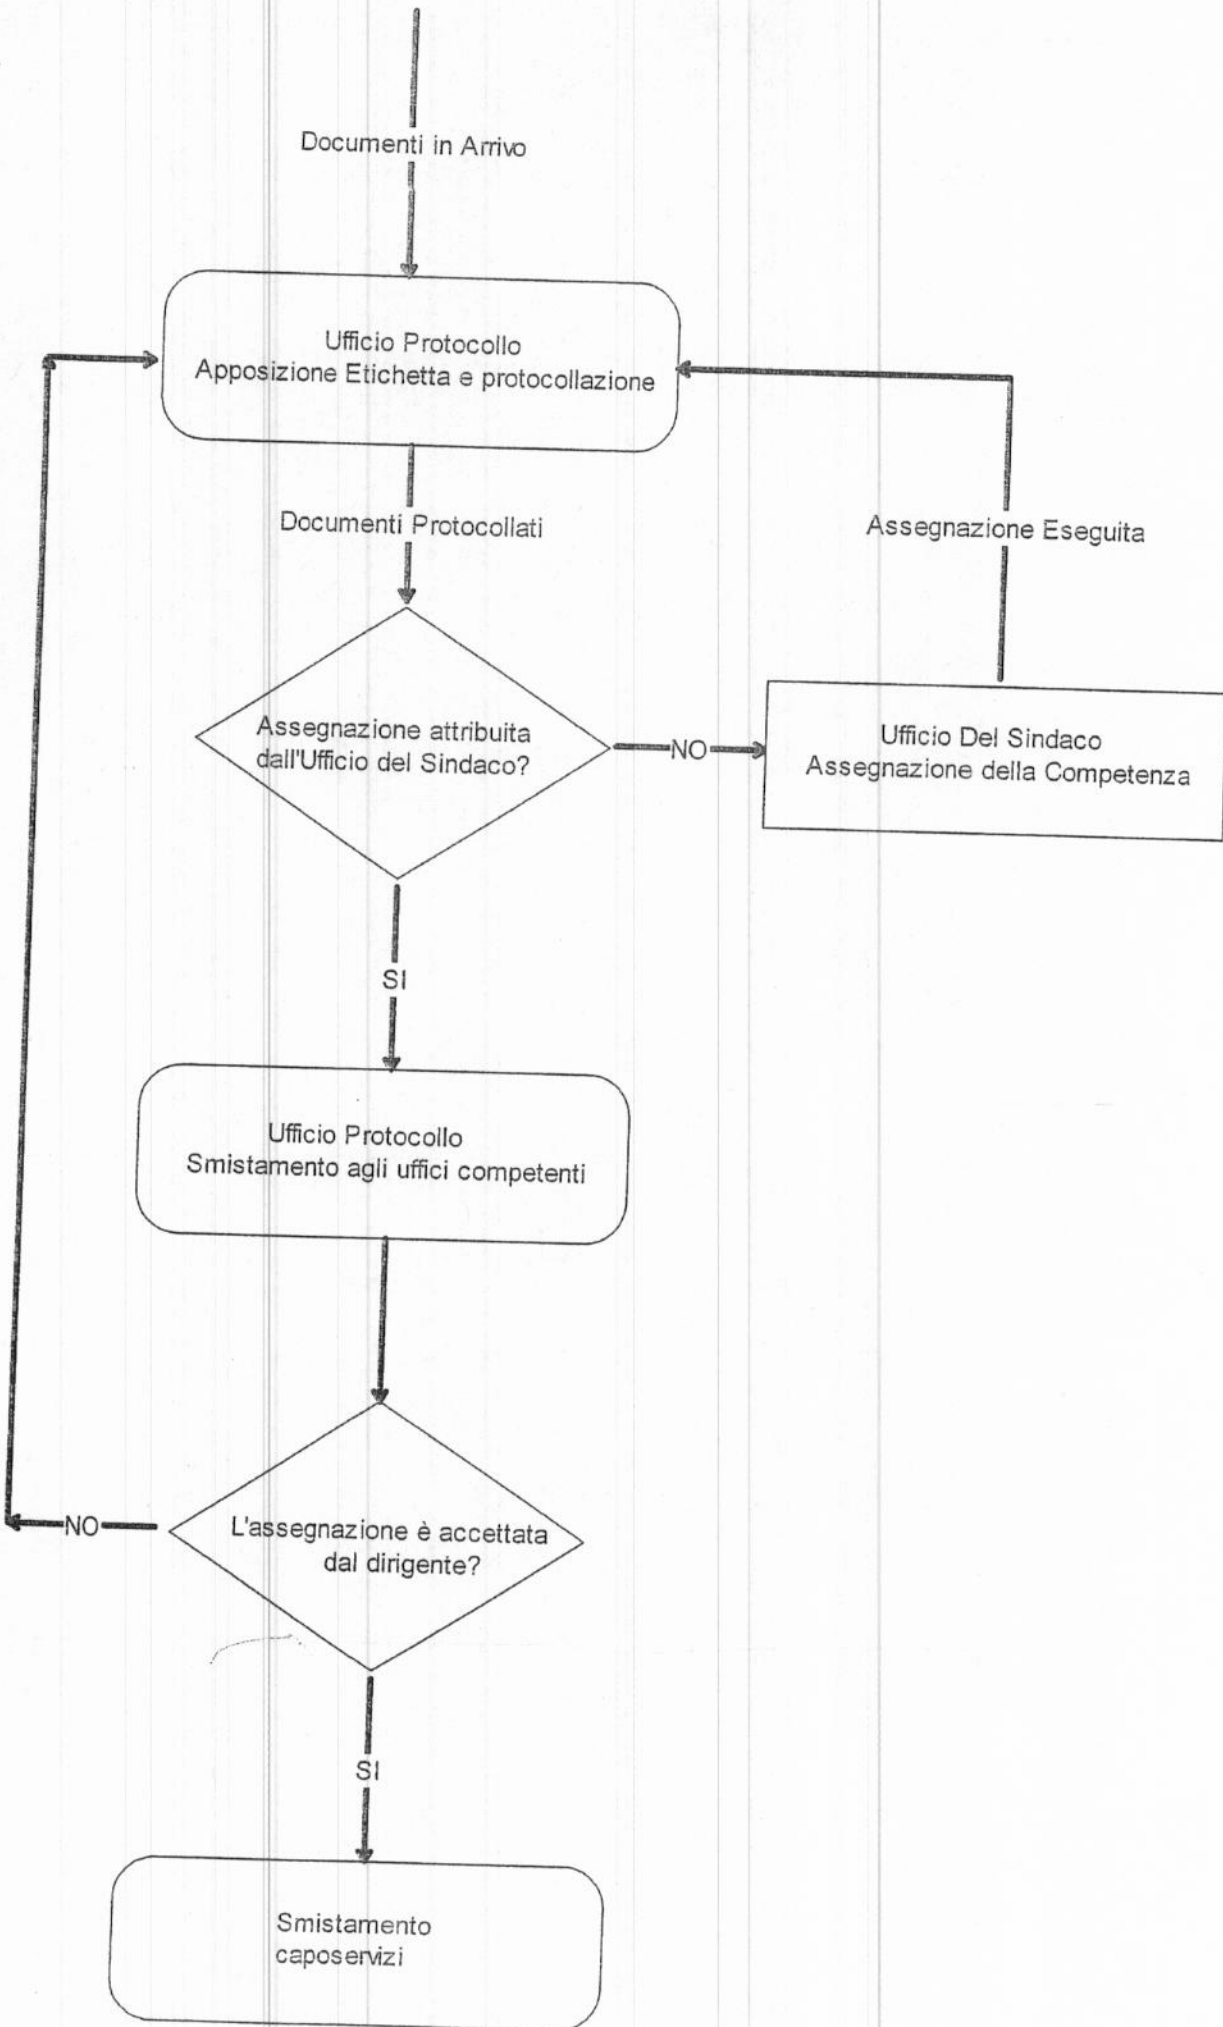 Documenti in Arrivo
Ufficio Protocollo
Apposizione Etichetta e protocollazione
Documenti Protocollati
Assegnazione Eseguita
Assegnazione attribuita
dall'Ufficio del Sindaco?
NO
Ufficio Del Sindaco
Assegnazione della Competenza
SI
Ufficio Protocollo
Smistamento agli uffici competenti
L'assegnazione è accettata
dal dirigente?
NO
SI
Smistamento
caposervizi